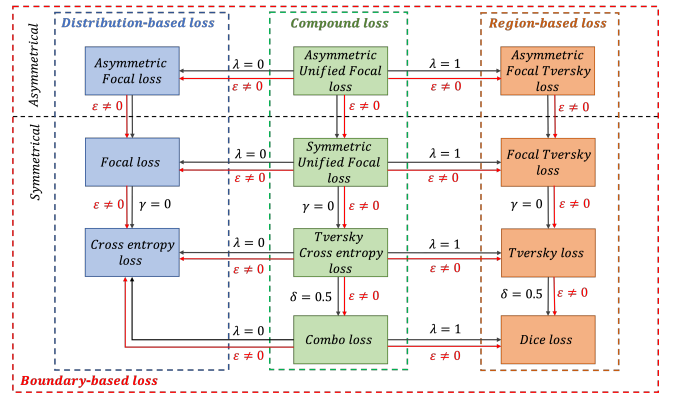 Distribution-based loss
Compound loss
Region-based loss
Asymmetrical
Asymmetric
Focal loss
λ = 0
ε ≠ 0
Asymmetric
Unified Focal
loss
λ = 1
ε ≠ 0
Asymmetric
Focal Tversky
loss
ε ≠ 0
ε ≠ 0
ε ≠ 0
Symmetrical
Focal loss
λ = 0
ε ≠ 0
Symmetric
Unified Focal
loss
λ = 1
ε ≠ 0
Focal Tversky
loss
ε ≠ 0
γ = 0
γ = 0
ε ≠ 0
γ = 0
ε ≠ 0
Cross entropy
loss
λ = 0
ε ≠ 0
Tversky
Cross entropy
loss
λ = 1
ε ≠ 0
Tversky loss
δ = 0.5
ε ≠ 0
δ = 0.5
ε ≠ 0
λ = 0
ε ≠ 0
Combo loss
λ = 1
ε ≠ 0
Dice loss
Boundary-based loss